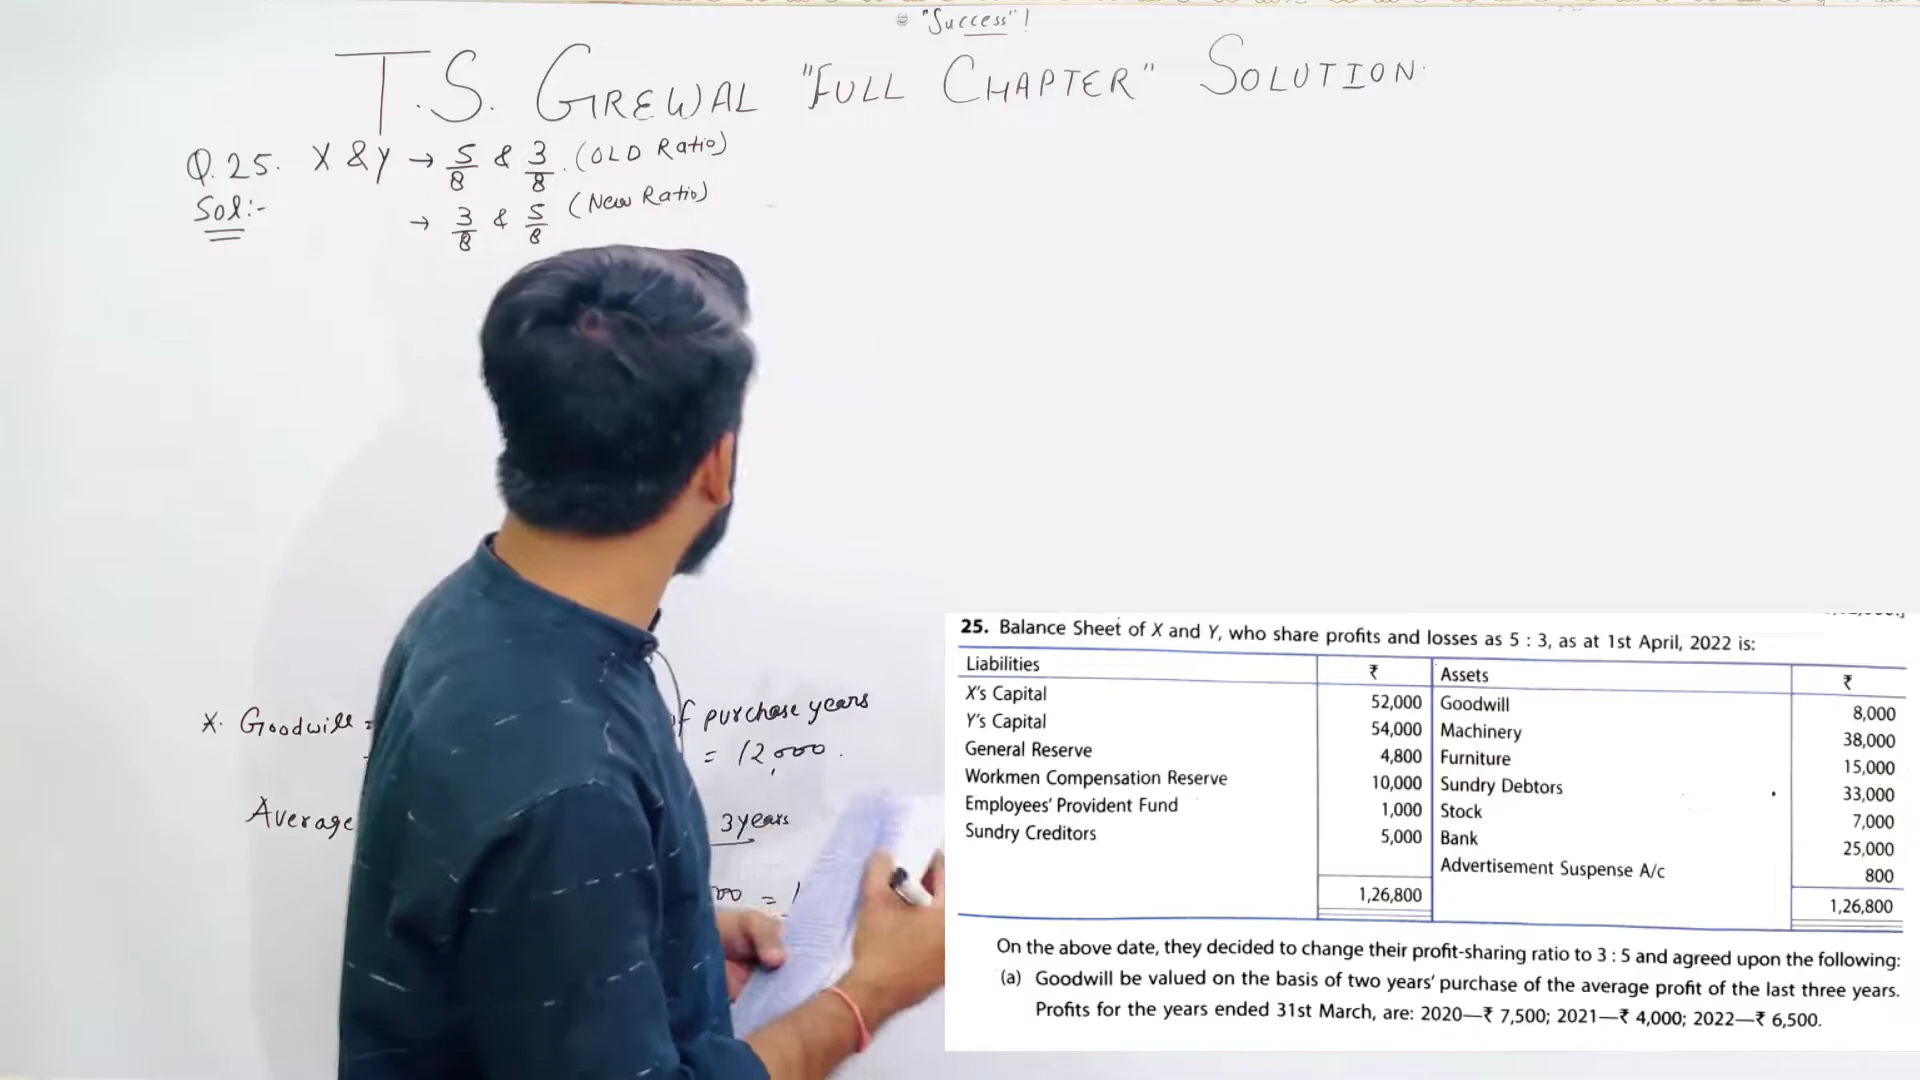 "Success"!
T.S. GREWAL "FULL CHAPTER" SOLUTION.
Q.25. X & Y → 5/8 & 3/8. (OLD Ratio)
Sol:- → 3/8 & 5/8 (New Ratio)
X. Goodwill = f purchase years
= 12,000.
Average 3 years
00 = 1
25. Balance Sheet of X and Y, who share profits and losses as 5 : 3, as at 1st April, 2022 is:
Liabilities ₹ Assets ₹
X's Capital 52,000 Goodwill 8,000
Y's Capital 54,000 Machinery 38,000
General Reserve 4,800 Furniture 15,000
Workmen Compensation Reserve 10,000 Sundry Debtors 33,000
Employees' Provident Fund 1,000 Stock 7,000
Sundry Creditors 5,000 Bank 25,000
Advertisement Suspense A/c 800
1,26,800 1,26,800
On the above date, they decided to change their profit-sharing ratio to 3 : 5 and agreed upon the following:
(a) Goodwill be valued on the basis of two years' purchase of the average profit of the last three years.
Profits for the years ended 31st March, are: 2020—₹ 7,500; 2021—₹ 4,000; 2022—₹ 6,500.